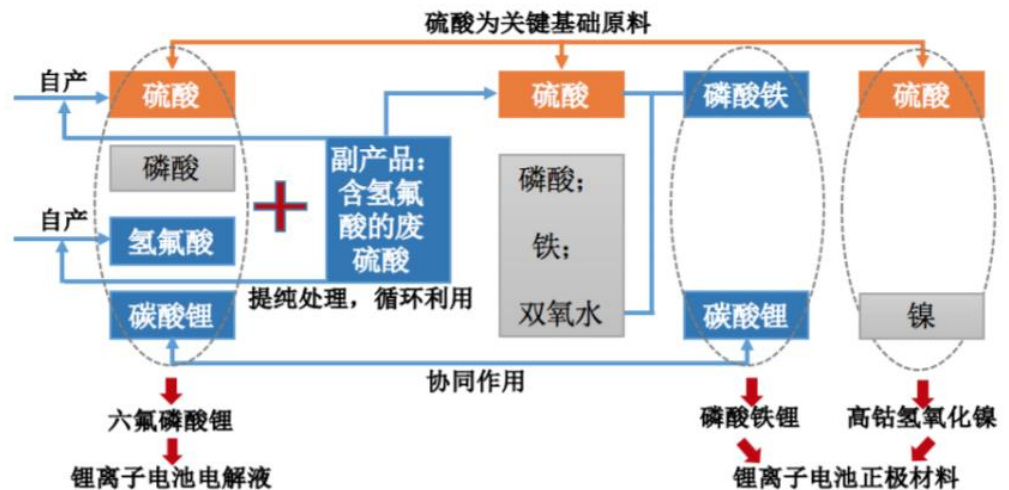 硫酸为关键基础原料
自产
硫酸
硫酸
磷酸铁
硫酸
磷酸
副产品：
含氢氟
酸的废
硫酸
磷酸；
铁；
双氧水
自产
氢氟酸
提纯处理，循环利用
碳酸锂
碳酸锂
镍
协同作用
六氟磷酸锂
磷酸铁锂
高钴氢氧化镍
锂离子电池电解液
锂离子电池正极材料